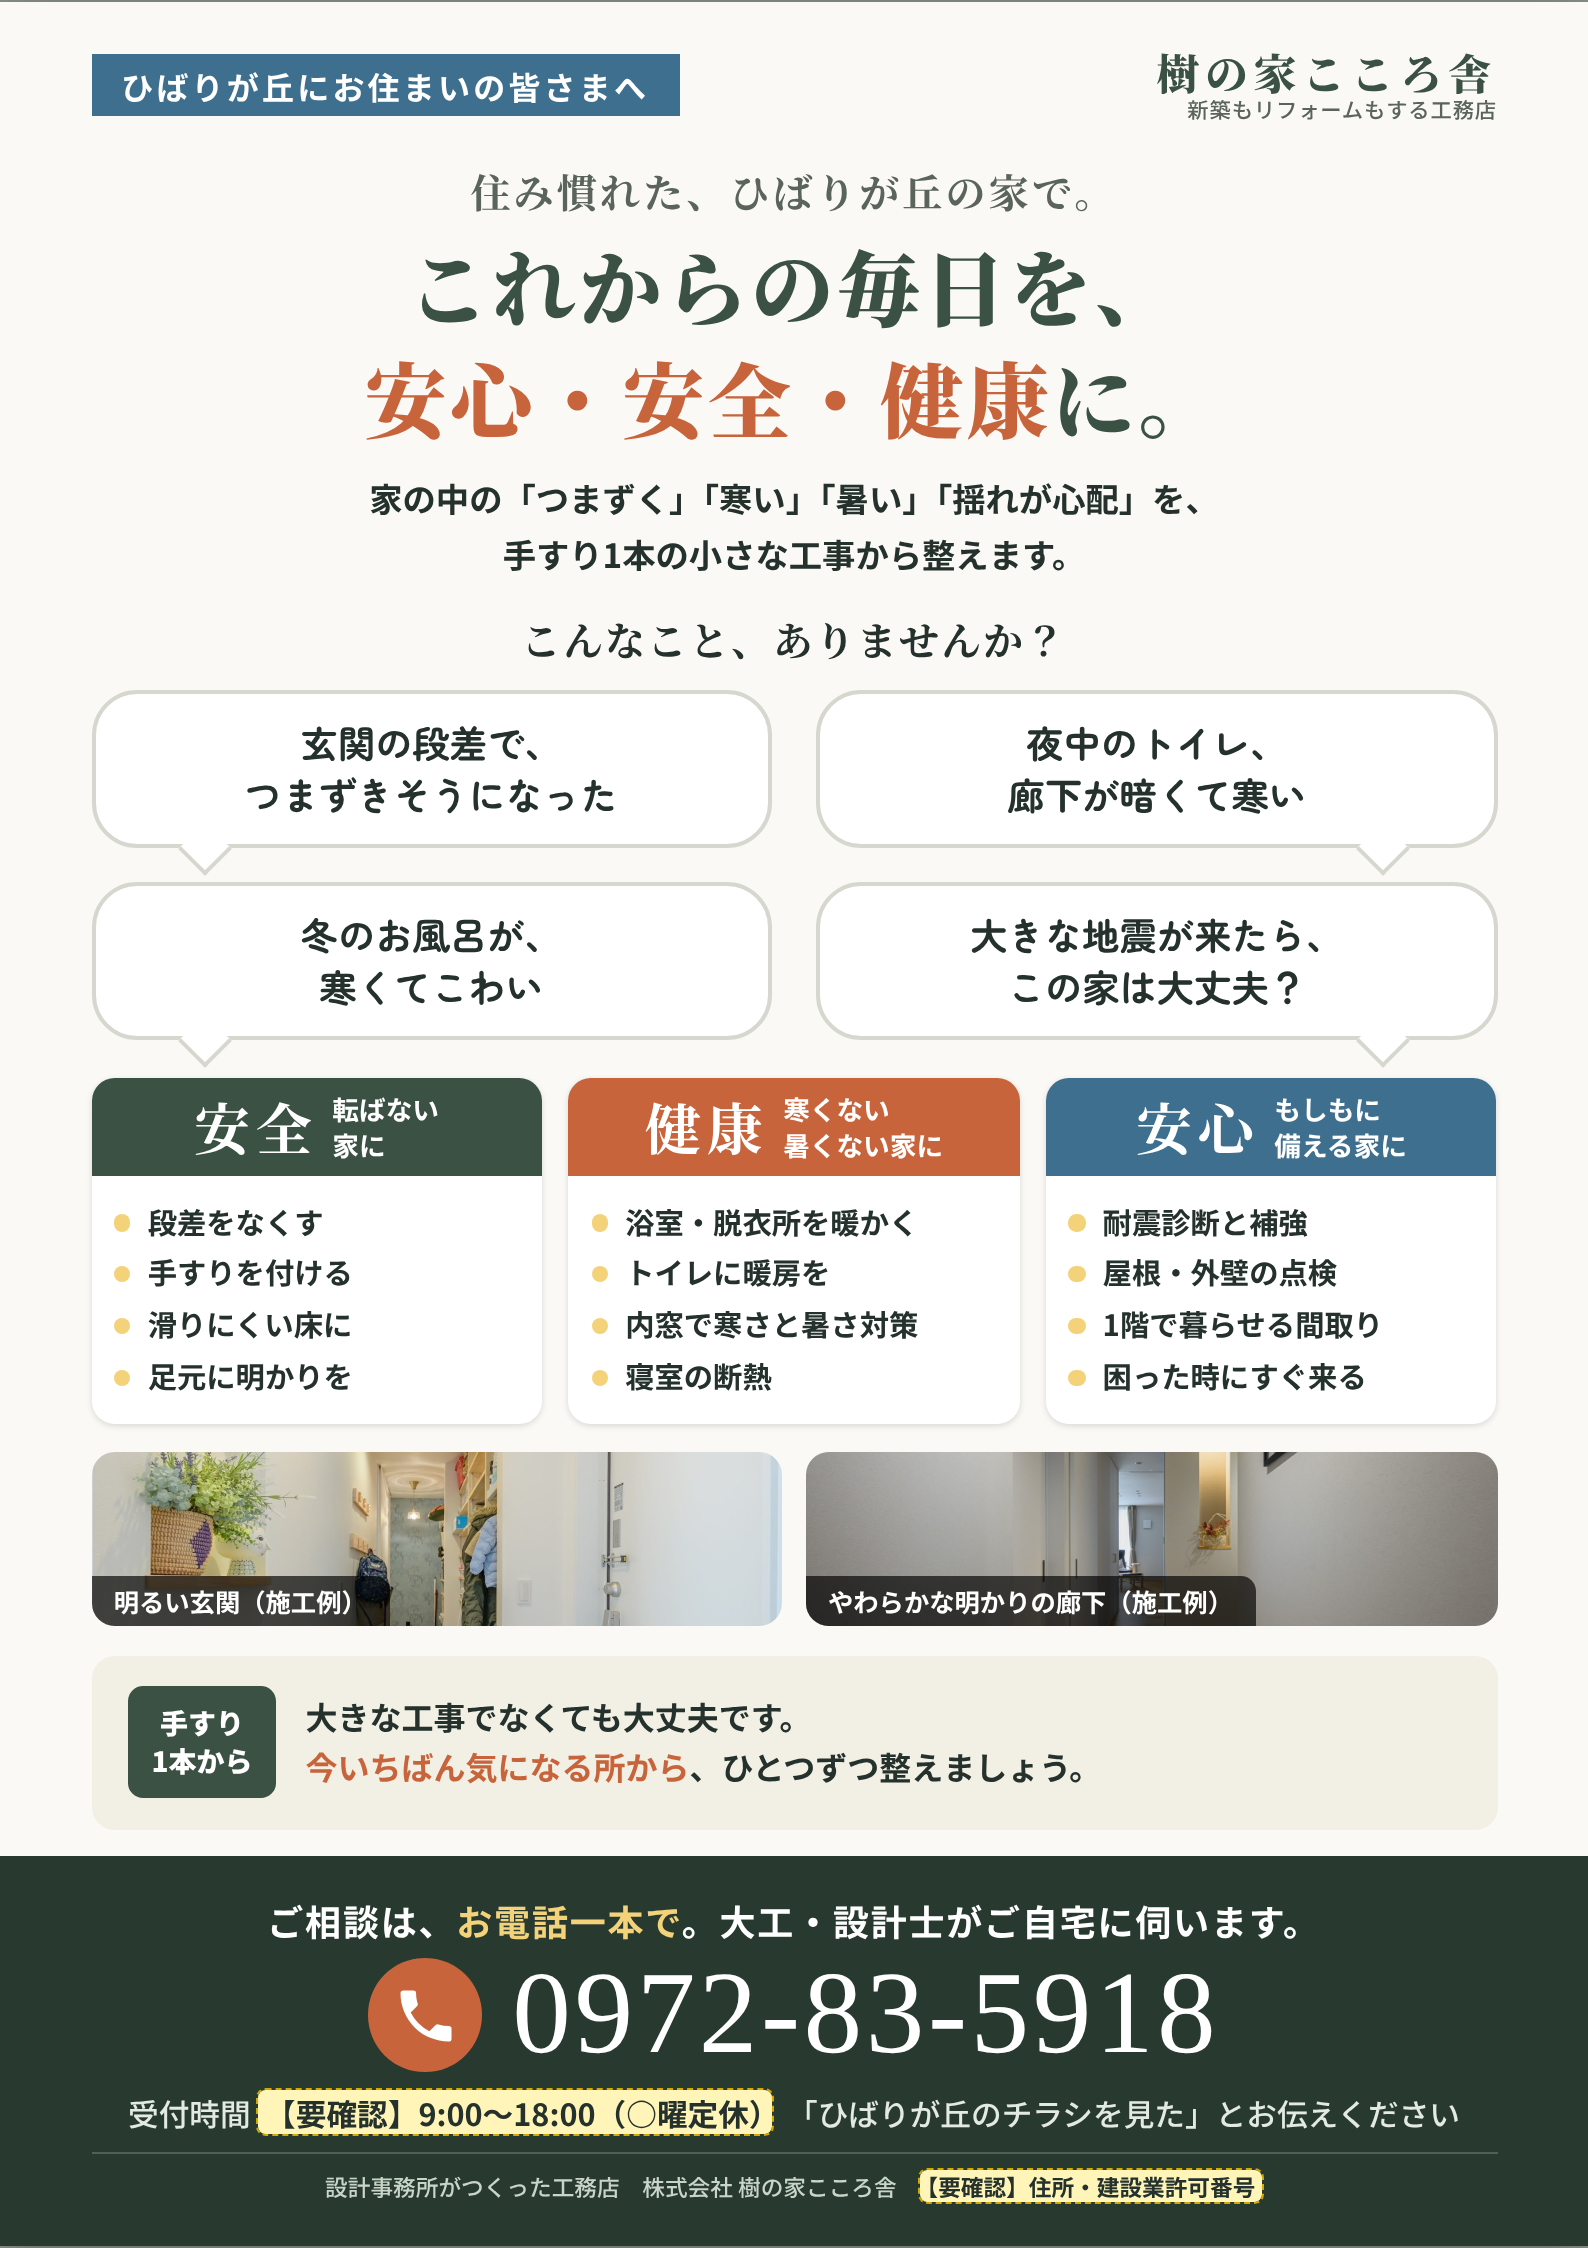 ひばりが丘にお住まいの皆さまへ
樹の家こころ舎
新築もリフォームもする工務店
住み慣れた、ひばりが丘の家で。
これからの毎日を、
安心・安全・健康に。
家の中の「つまずく」「寒い」「暑い」「揺れが心配」を、
手すり1本の小さな工事から整えます。
こんなこと、ありませんか？
玄関の段差で、
つまずきそうになった
夜中のトイレ、
廊下が暗くて寒い
冬のお風呂が、
寒くてこわい
大きな地震が来たら、
この家は大丈夫？
安全
転ばない
家に
段差をなくす
手すりを付ける
滑りにくい床に
足元に明かりを
健康
寒くない
暑くない家に
浴室・脱衣所を暖かく
トイレに暖房を
内窓で寒さと暑さ対策
寝室の断熱
安心
もしもに
備える家に
耐震診断と補強
屋根・外壁の点検
1階で暮らせる間取り
困った時にすぐ来る
明るい玄関（施工例）
やわらかな明かりの廊下（施工例）
手すり
1本から
大きな工事でなくても大丈夫です。
今いちばん気になる所から、ひとつずつ整えましょう。
ご相談は、お電話一本で。大工・設計士がご自宅に伺います。
0972-83-5918
受付時間【要確認】9:00〜18:00（○曜定休）「ひばりが丘のチラシを見た」とお伝えください
設計事務所がつくった工務店　株式会社 樹の家こころ舎　【要確認】住所・建設業許可番号